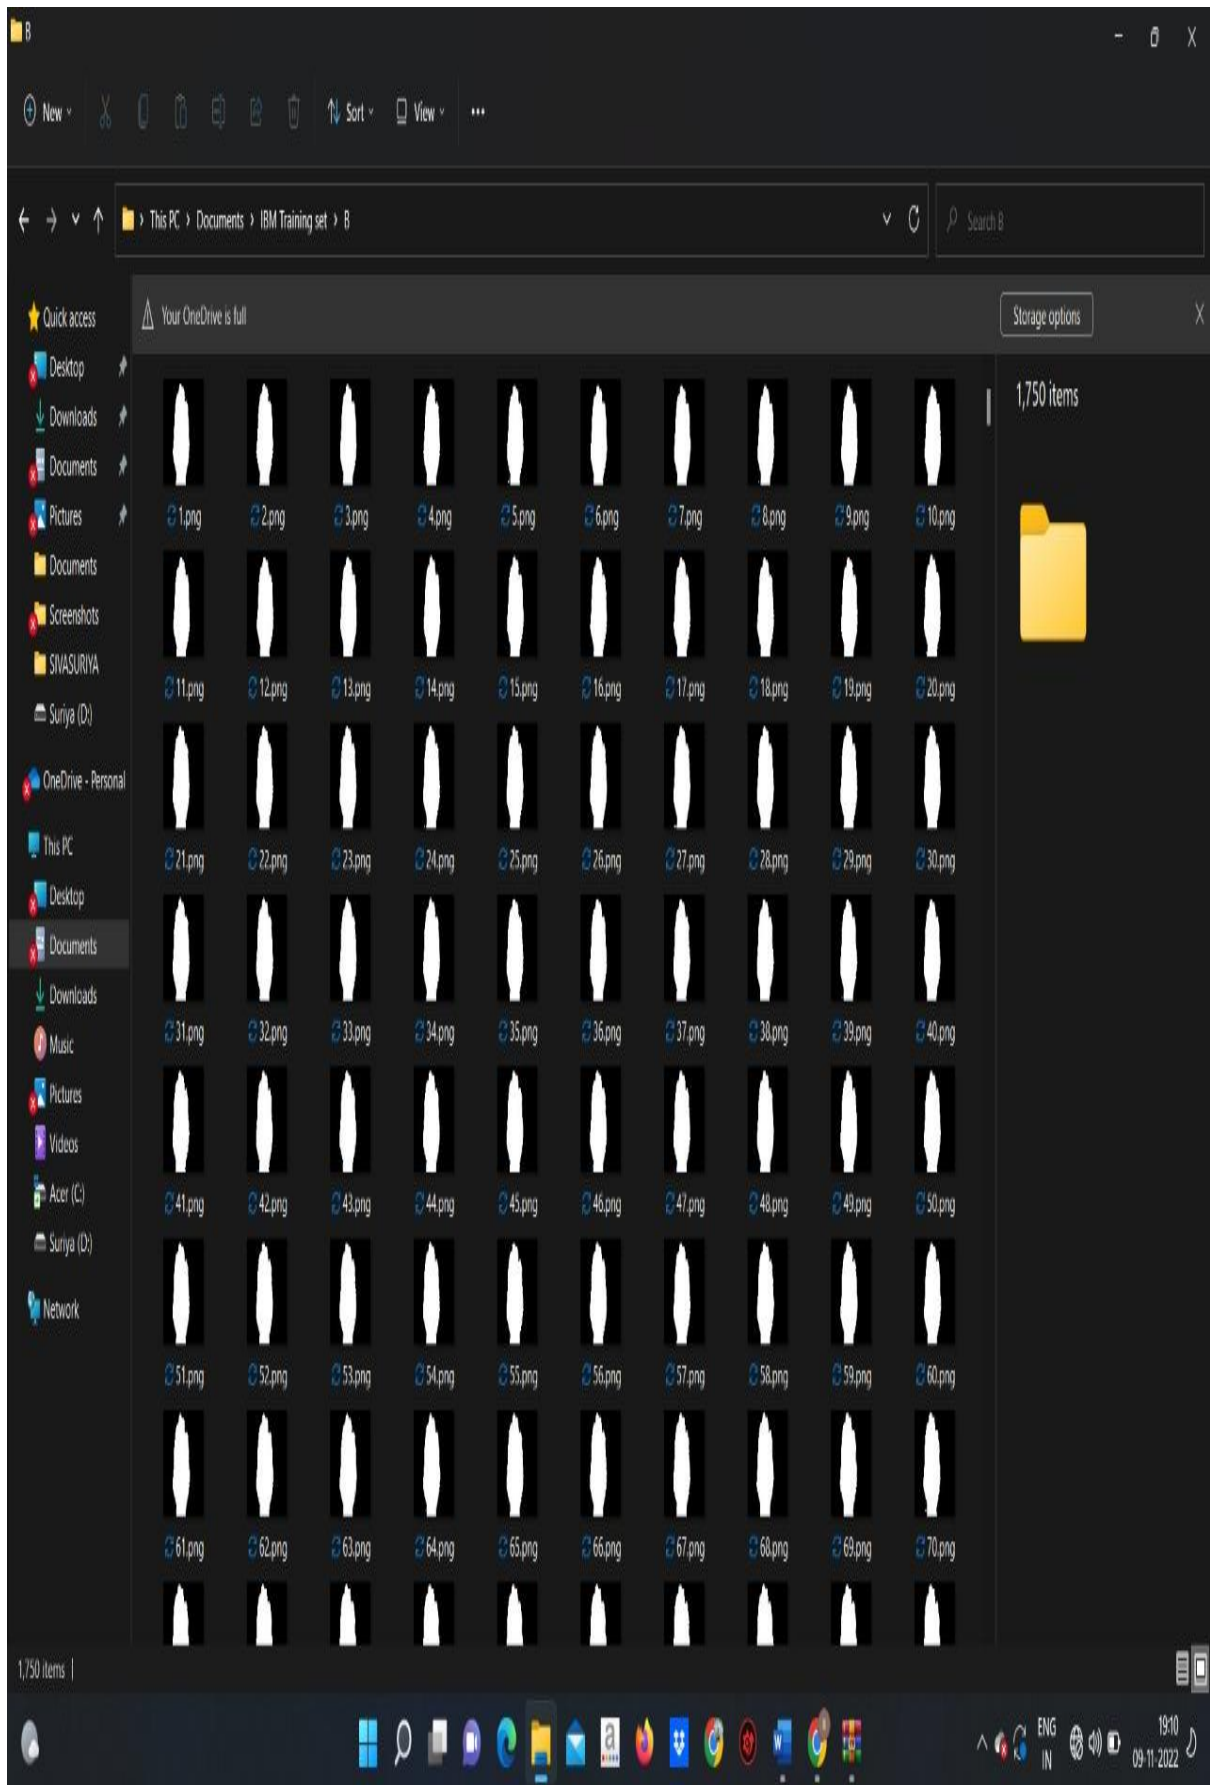 B
New
Sort
View
This PC > Documents > IBM Training set > B
Search B
Your OneDrive is full
Storage options
Quick access
Desktop
Downloads
Documents
Pictures
Documents
Screenshots
SIVASURIYA
Suriya (D:)
OneDrive - Personal
This PC
Desktop
Documents
Downloads
Music
Pictures
Videos
Acer (C:)
Suriya (D:)
Network
1.png 2.png 3.png 4.png 5.png 6.png 7.png 8.png 9.png 10.png
11.png 12.png 13.png 14.png 15.png 16.png 17.png 18.png 19.png 20.png
21.png 22.png 23.png 24.png 25.png 26.png 27.png 28.png 29.png 30.png
31.png 32.png 33.png 34.png 35.png 36.png 37.png 38.png 39.png 40.png
41.png 42.png 43.png 44.png 45.png 46.png 47.png 48.png 49.png 50.png
51.png 52.png 53.png 54.png 55.png 56.png 57.png 58.png 59.png 60.png
61.png 62.png 63.png 64.png 65.png 66.png 67.png 68.png 69.png 70.png
1,750 items
1,750 items
a
W
ENG
IN
19:10
09-11-2022